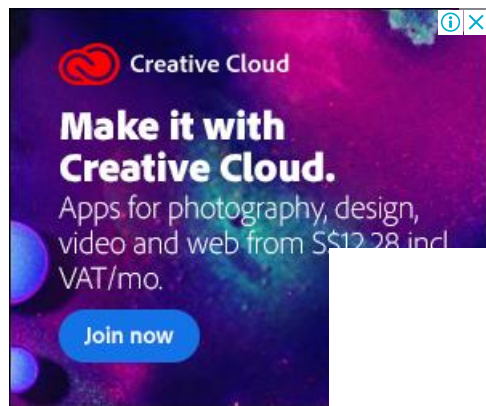 Creative Cloud
Make it with
Creative Cloud.
Apps for photography, design,
video and web from S$12.28 incl
VAT/mo.
Join now